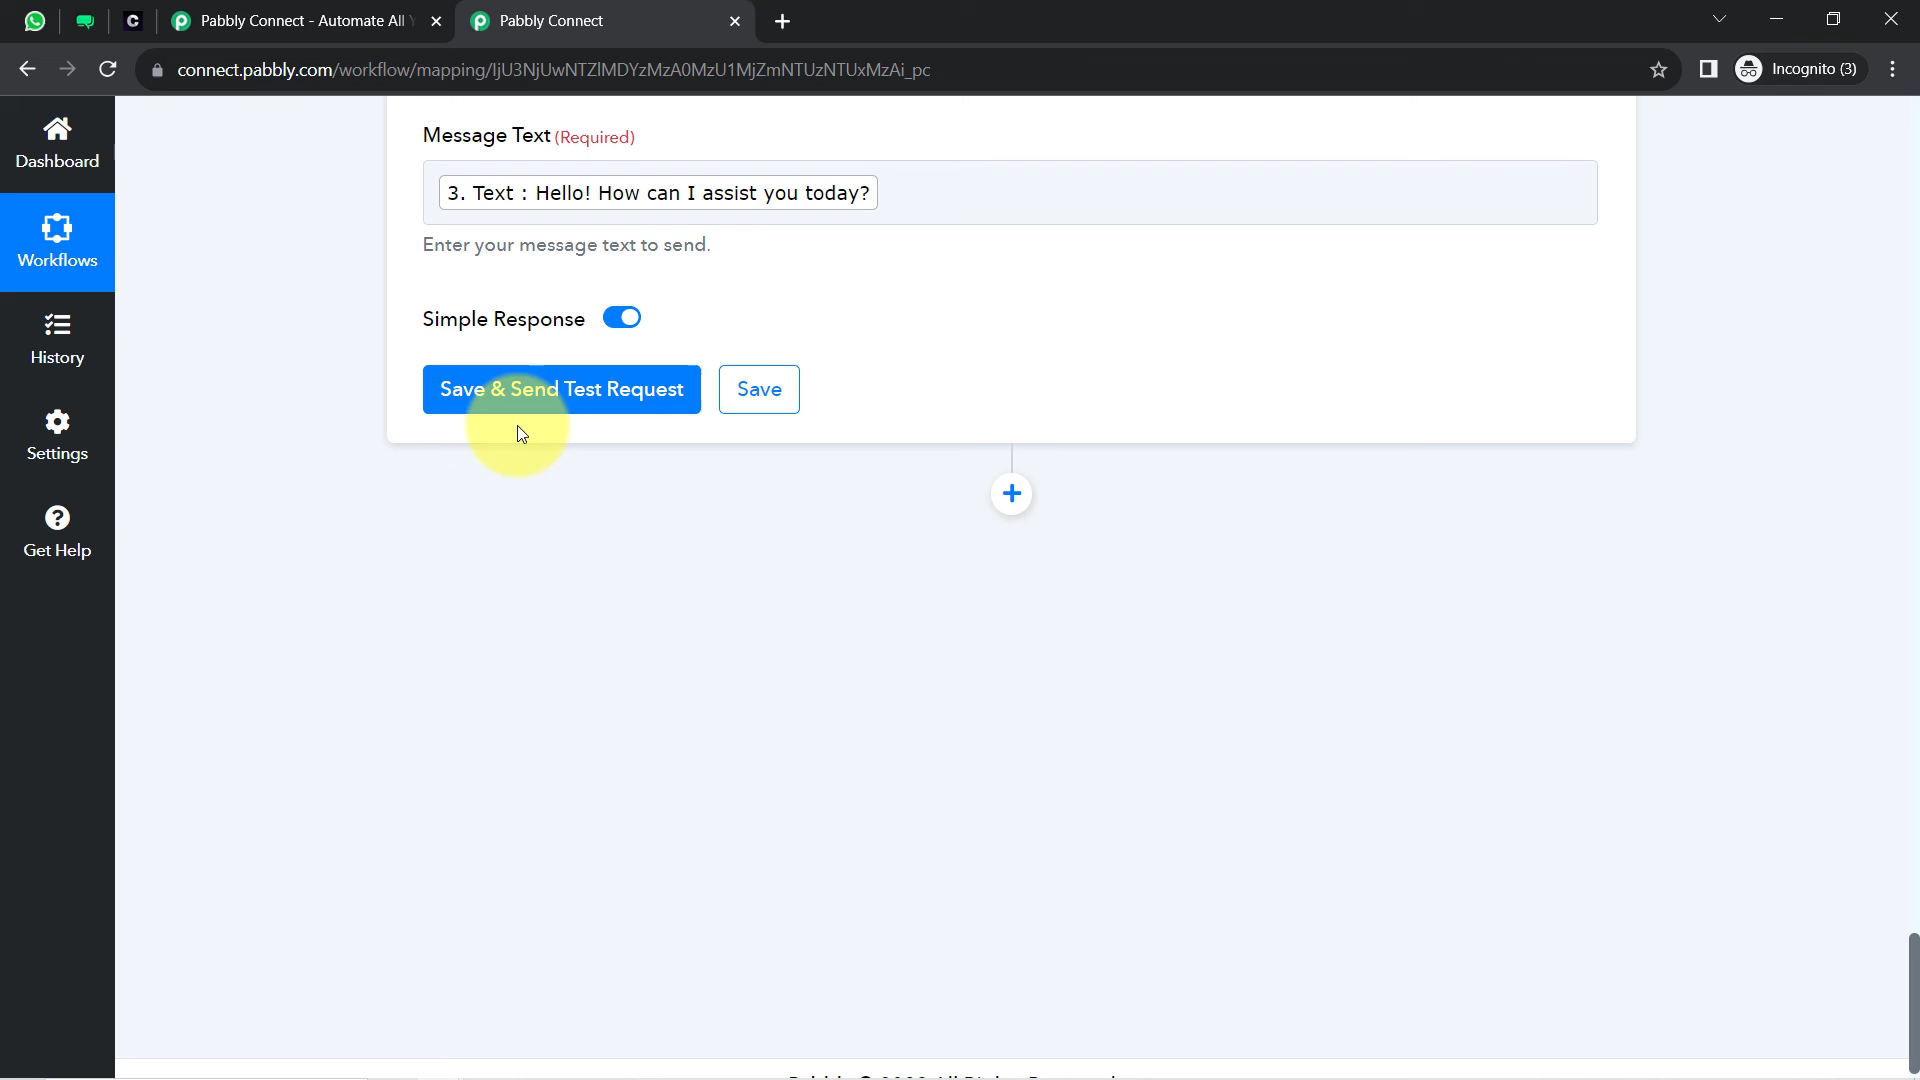 Pabbly Connect - Automate All
Pabbly Connect
connect.pabbly.com/workflow/mapping/IjU3NjUwNTZlMDYzMzA0MzU1MjZmNTUzNTUxMzAi_pc
Incognito (3)
Dashboard
Workflows
History
Settings
Get Help
Message Text (Required)
3. Text : Hello! How can I assist you today?
Enter your message text to send.
Simple Response
Save & Send Test Request
Save